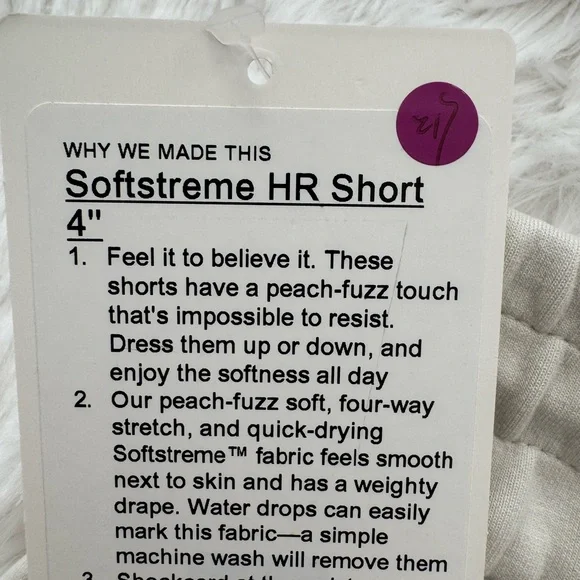 WHY WE MADE THIS
Softstreme HR Short
4"
1. Feel it to believe it. These
shorts have a peach-fuzz touch
that's impossible to resist.
Dress them up or down, and
enjoy the softness all day
2. Our peach-fuzz soft, four-way
stretch, and quick-drying
Softstreme™ fabric feels smooth
next to skin and has a weighty
drape. Water drops can easily
mark this fabric—a simple
machine wash will remove them